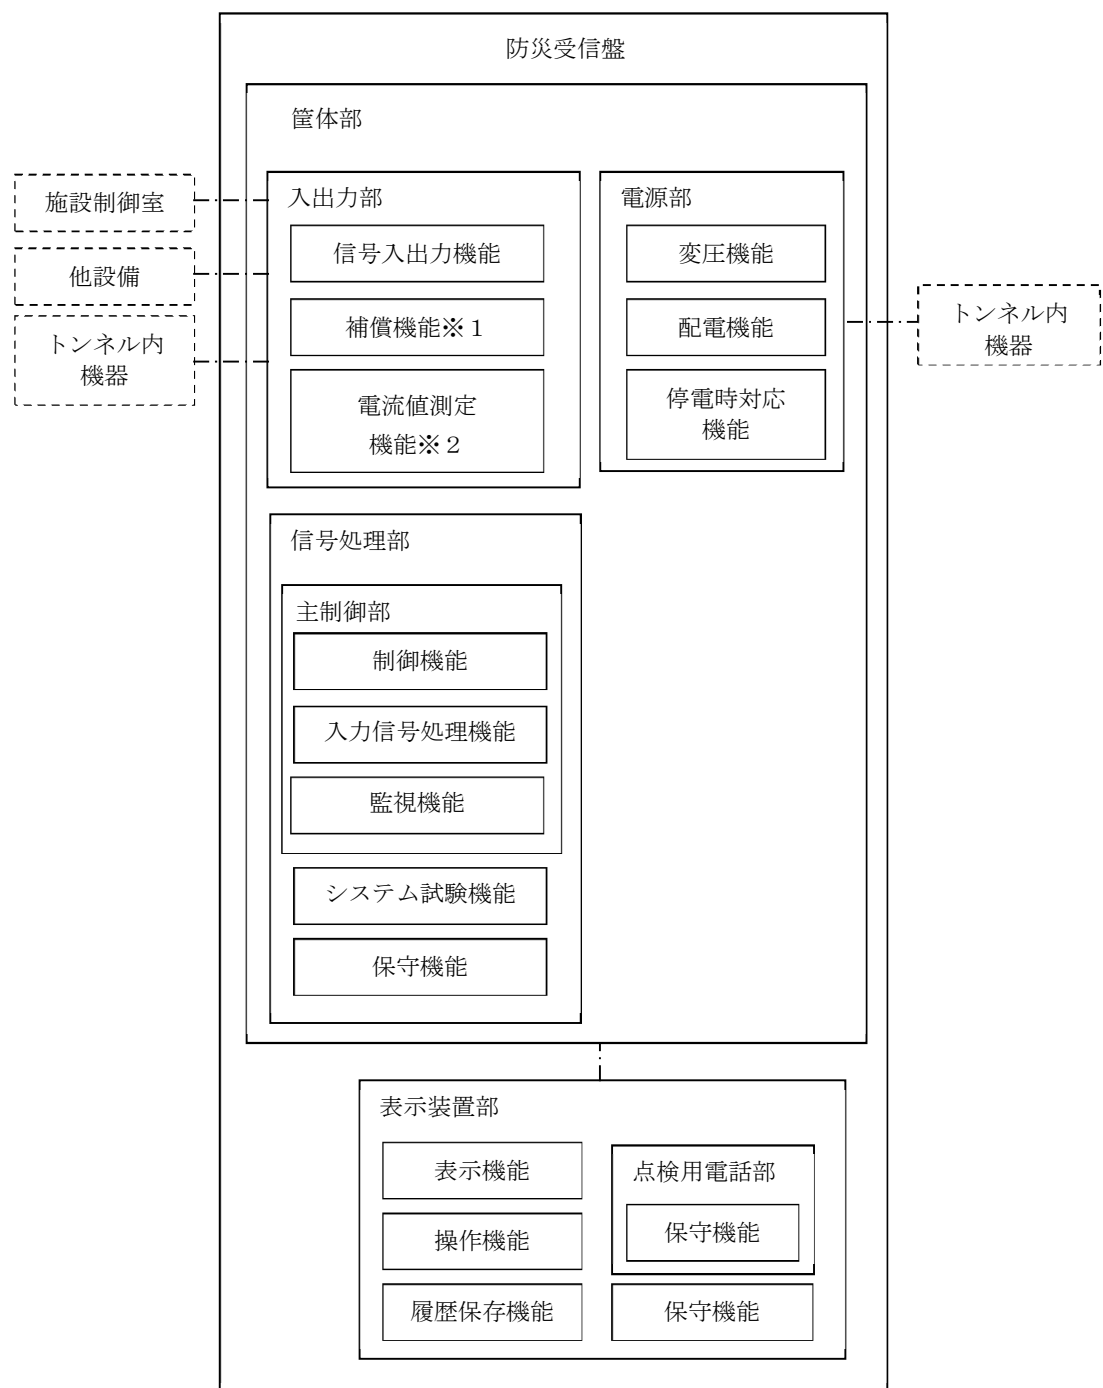 防災受信盤
筐体部
施設制御室
他設備
トンネル内
機器
入出力部
信号入出力機能
補償機能※1
電流値測定
機能※2
電源部
変圧機能
配電機能
停電時対応
機能
トンネル内
機器
信号処理部
主制御部
制御機能
入力信号処理機能
監視機能
システム試験機能
保守機能
表示装置部
表示機能
操作機能
履歴保存機能
点検用電話部
保守機能
保守機能